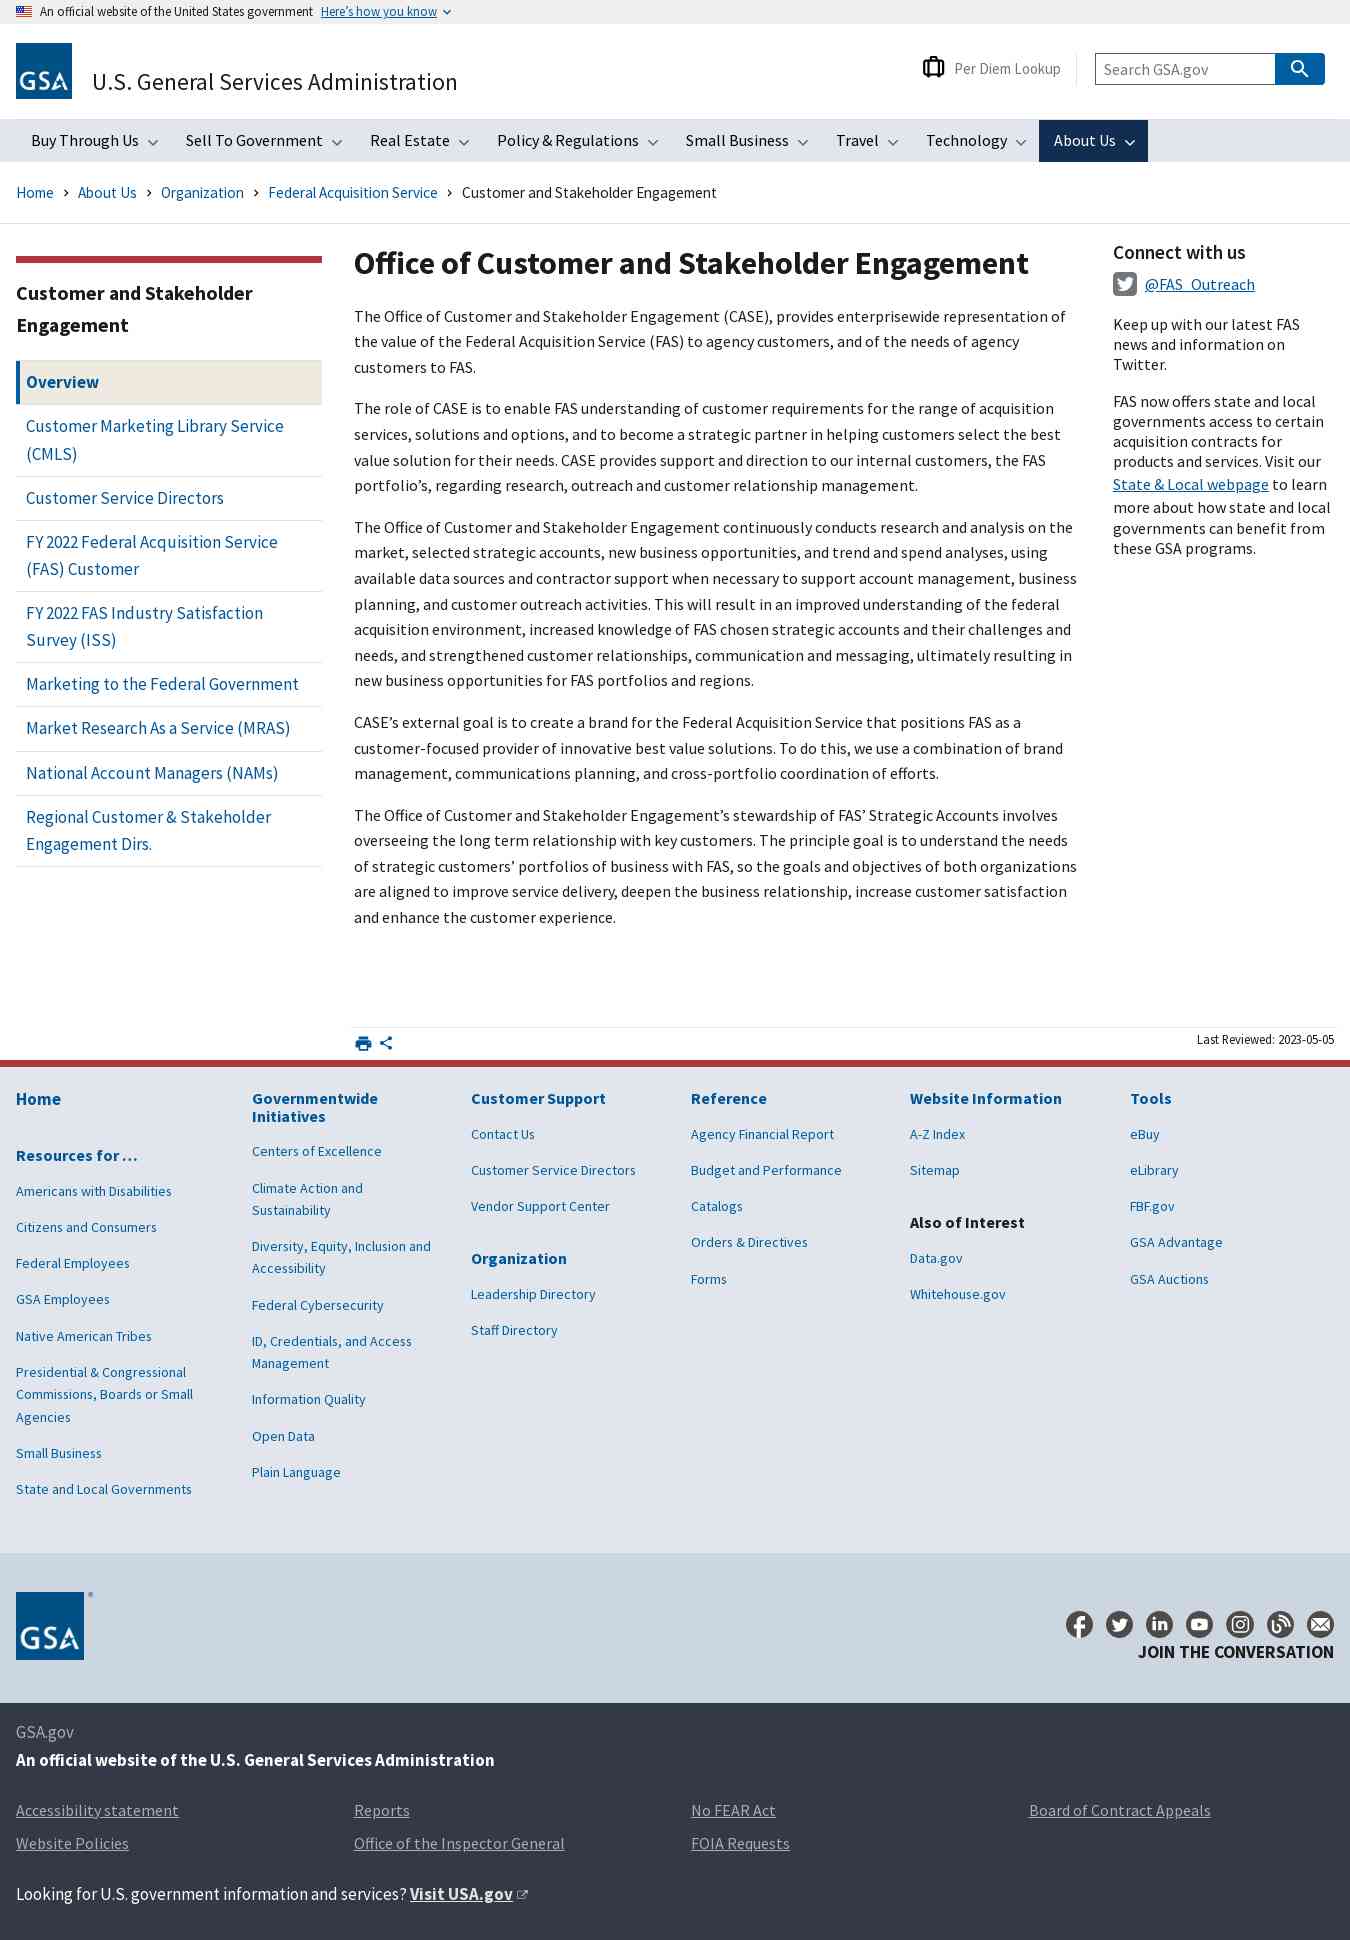 An official website of the United States government Here's how you know
GSA
U.S. General Services Administration
Per Diem Lookup
Search GSA.gov
Buy Through Us Sell To Government Real Estate Policy & Regulations Small Business Travel Technology About Us
Home > About Us > Organization > Federal Acquisition Service > Customer and Stakeholder Engagement
Customer and Stakeholder
Engagement
Overview
Customer Marketing Library Service
(CMLS)
Customer Service Directors
FY 2022 Federal Acquisition Service
(FAS) Customer
FY 2022 FAS Industry Satisfaction
Survey (ISS)
Marketing to the Federal Government
Market Research As a Service (MRAS)
National Account Managers (NAMs)
Regional Customer & Stakeholder
Engagement Dirs.
Office of Customer and Stakeholder Engagement
The Office of Customer and Stakeholder Engagement (CASE), provides enterprisewide representation of
the value of the Federal Acquisition Service (FAS) to agency customers, and of the needs of agency
customers to FAS.
The role of CASE is to enable FAS understanding of customer requirements for the range of acquisition
services, solutions and options, and to become a strategic partner in helping customers select the best
value solution for their needs. CASE provides support and direction to our internal customers, the FAS
portfolio’s, regarding research, outreach and customer relationship management.
The Office of Customer and Stakeholder Engagement continuously conducts research and analysis on the
market, selected strategic accounts, new business opportunities, and trend and spend analyses, using
available data sources and contractor support when necessary to support account management, business
planning, and customer outreach activities. This will result in an improved understanding of the federal
acquisition environment, increased knowledge of FAS chosen strategic accounts and their challenges and
needs, and strengthened customer relationships, communication and messaging, ultimately resulting in
new business opportunities for FAS portfolios and regions.
CASE’s external goal is to create a brand for the Federal Acquisition Service that positions FAS as a
customer-focused provider of innovative best value solutions. To do this, we use a combination of brand
management, communications planning, and cross-portfolio coordination of efforts.
The Office of Customer and Stakeholder Engagement’s stewardship of FAS’ Strategic Accounts involves
overseeing the long term relationship with key customers. The principle goal is to understand the needs
of strategic customers’ portfolios of business with FAS, so the goals and objectives of both organizations
are aligned to improve service delivery, deepen the business relationship, increase customer satisfaction
and enhance the customer experience.
Connect with us
@FAS_Outreach
Keep up with our latest FAS
news and information on
Twitter.
FAS now offers state and local
governments access to certain
acquisition contracts for
products and services. Visit our
State & Local webpage to learn
more about how state and local
governments can benefit from
these GSA programs.
Last Reviewed: 2023-05-05
Home
Resources for …
Americans with Disabilities
Citizens and Consumers
Federal Employees
GSA Employees
Native American Tribes
Presidential & Congressional
Commissions, Boards or Small
Agencies
Small Business
State and Local Governments
Governmentwide
Initiatives
Centers of Excellence
Climate Action and
Sustainability
Diversity, Equity, Inclusion and
Accessibility
Federal Cybersecurity
ID, Credentials, and Access
Management
Information Quality
Open Data
Plain Language
Customer Support
Contact Us
Customer Service Directors
Vendor Support Center
Organization
Leadership Directory
Staff Directory
Reference
Agency Financial Report
Budget and Performance
Catalogs
Orders & Directives
Forms
Website Information
A-Z Index
Sitemap
Also of Interest
Data.gov
Whitehouse.gov
Tools
eBuy
eLibrary
FBF.gov
GSA Advantage
GSA Auctions
GSA®
JOIN THE CONVERSATION
GSA.gov
An official website of the U.S. General Services Administration
Accessibility statement Reports No FEAR Act Board of Contract Appeals
Website Policies Office of the Inspector General FOIA Requests
Looking for U.S. government information and services? Visit USA.gov